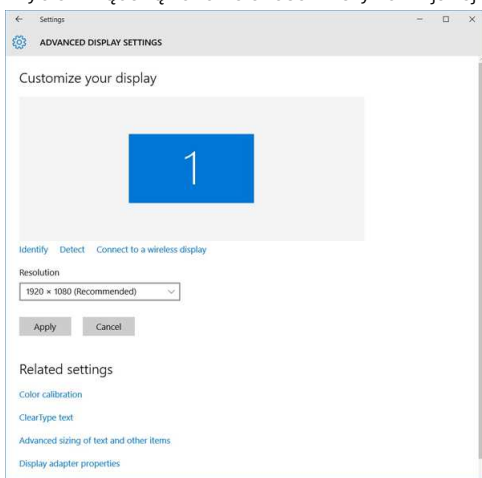 Settings
ADVANCED DISPLAY SETTINGS
Customize your display
1
Identify Detect Connect to a wireless display
Resolution
1920 × 1080 (Recommended)
Apply Cancel
Related settings
Color calibration
ClearType text
Advanced sizing of text and other items
Display adapter properties